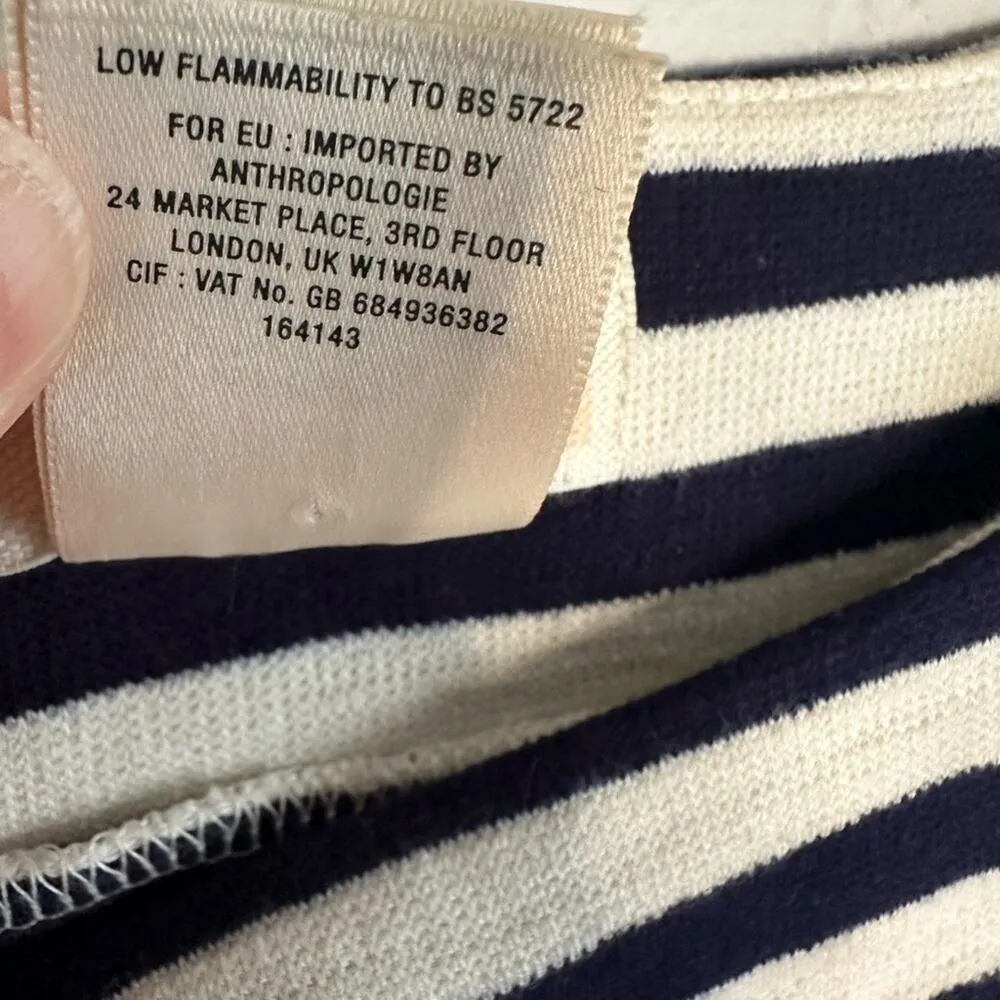 LOW FLAMMABILITY TO BS 5722
FOR EU : IMPORTED BY
ANTHROPOLOGIE
24 MARKET PLACE, 3RD FLOOR
LONDON, UK W1W8AN
CIF : VAT No. GB 684936382
164143